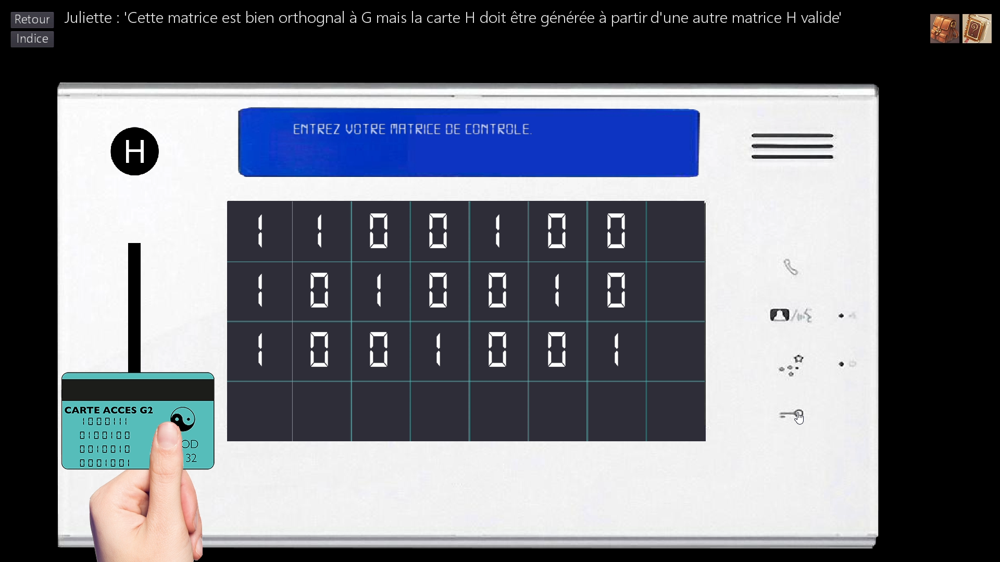 Retour
Juliette : 'Cette matrice est bien orthognal à G mais la carte H doit être générée à partir d'une autre matrice H valide'
Indice
H
ENTREZ VOTRE MATRICE DE CONTROLE.
1 1 0 0 1 0 0
1 0 1 0 0 1 0
1 0 0 1 0 0 1
CARTE ACCES G2
1000111
0100100
0010010
0001001
OD
32